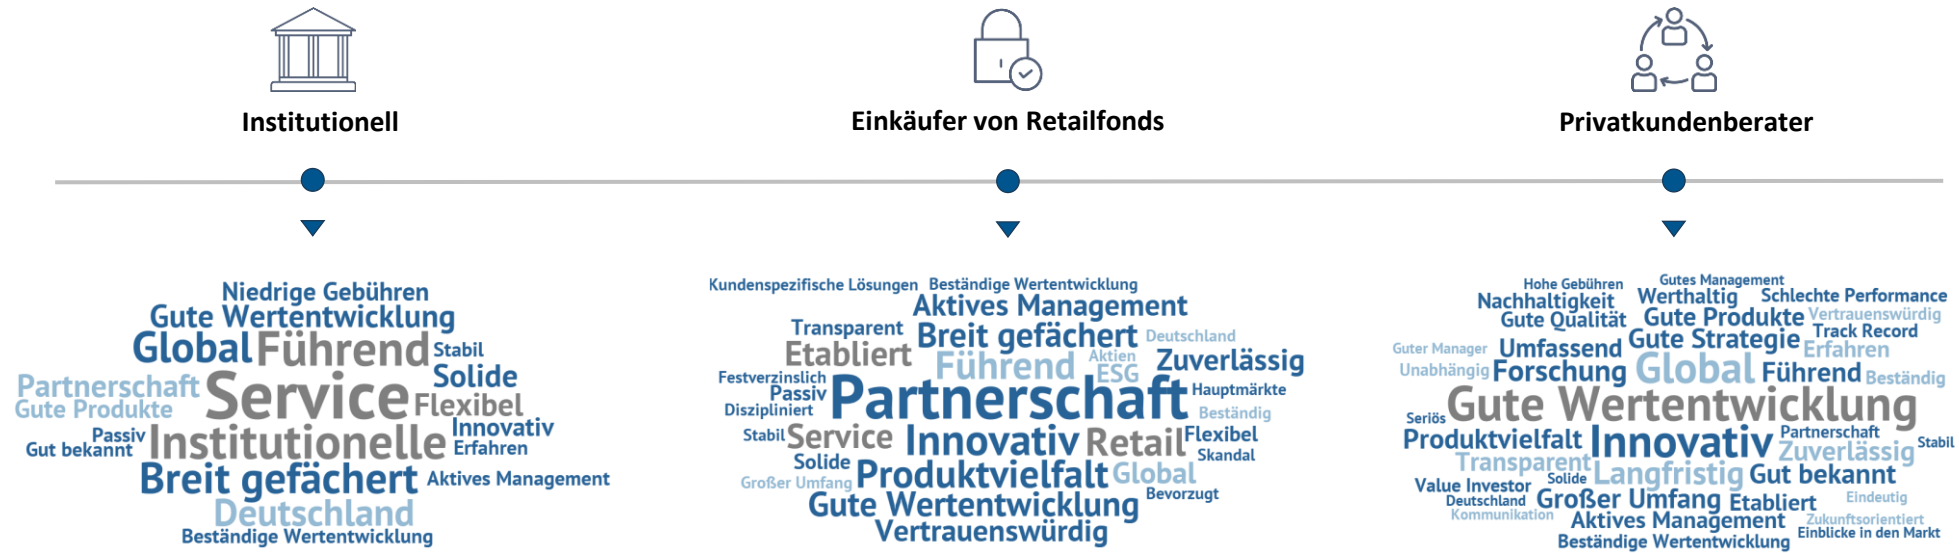 Institutionell
Niedrige Gebühren
Gute Wertentwicklung
Global Führend Stabil
Solide
Partnerschaft Service
Gute Produkte Flexibel
Innovativ
Passiv Institutionelle
Gut bekannt Erfahren
Breit gefächert Aktives Management
Deutschland
Beständige Wertentwicklung
Einkäufer von Retailfonds
Kundenspezifische Lösungen Beständige Wertentwicklung
Aktives Management
Transparent Breit gefächert Deutschland
Etabliert Führend Aktien Zuverlässig
ESG
Festverzinslich
Passiv Partnerschaft Hauptmärkte
Diszipliniert Beständig
Stabil Service Innovativ Retail Flexibel
Skandal
Solide Produktvielfalt Global
Großer Umfang Bevorzugt
Gute Wertentwicklung
Vertrauenswürdig
Privatkundenberater
Hohe Gebühren Gutes Management
Nachhaltigkeit Werthaltig Schlechte Performance
Gute Qualität Gute Produkte Vertrauenswürdig
Gute Strategie Track Record
Guter Manager Umfassend Erfahren
Unabhängig Forschung Global Führend Beständig
Gute Wertentwicklung
Seriös
Produktvielfalt Innovativ Partnerschaft Stabil
Zuverlässig
Transparent Langfristig Gut bekannt
Solide
Value Investor
Deutschland Großer Umfang Etabliert Eindeutig
Kommunikation Aktives Management Zukunftsorientiert
Einblicke in den Markt
Beständige Wertentwicklung